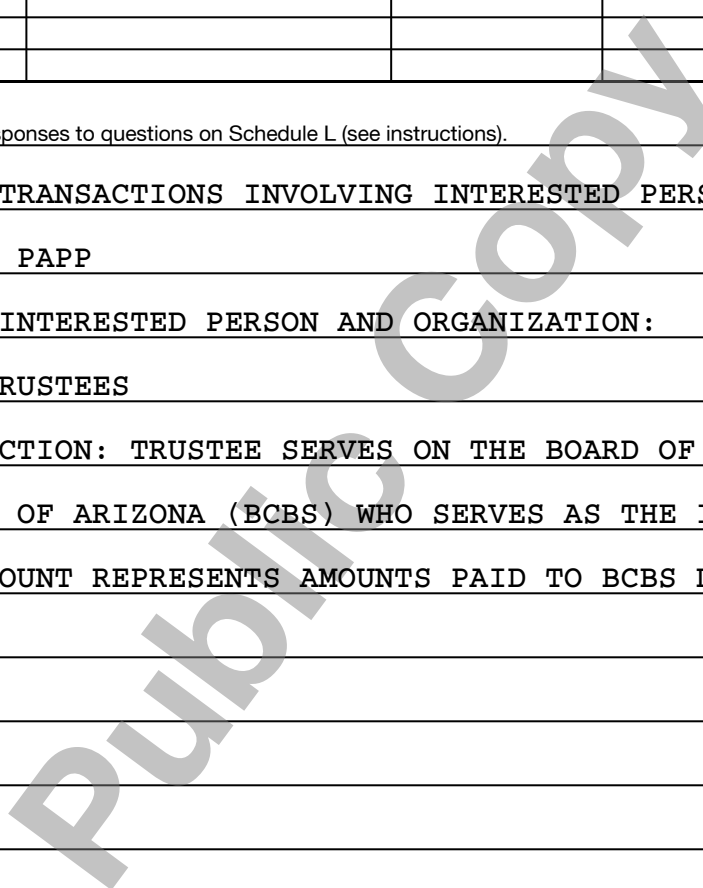 sponses to questions on Schedule L (see instructions).
TRANSACTIONS INVOLVING INTERESTED PERS
PAPP
INTERESTED PERSON AND ORGANIZATION:
RUSTEES
CTION: TRUSTEE SERVES ON THE BOARD OF
OF ARIZONA (BCBS) WHO SERVES AS THE
OUNT REPRESENTS AMOUNTS PAID TO BCBS
Public Copy